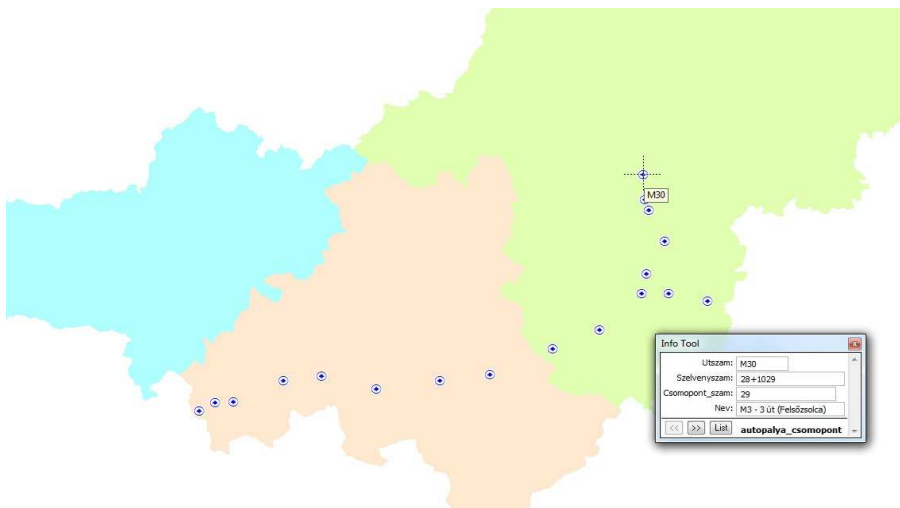 M30
Info Tool
Utszam: M30
Szelvenyszam: 28+1029
Csomopont_szam: 29
Nev: M3 - 3 út (Felsőzsolca)
<< >> List autopalya_csomopont